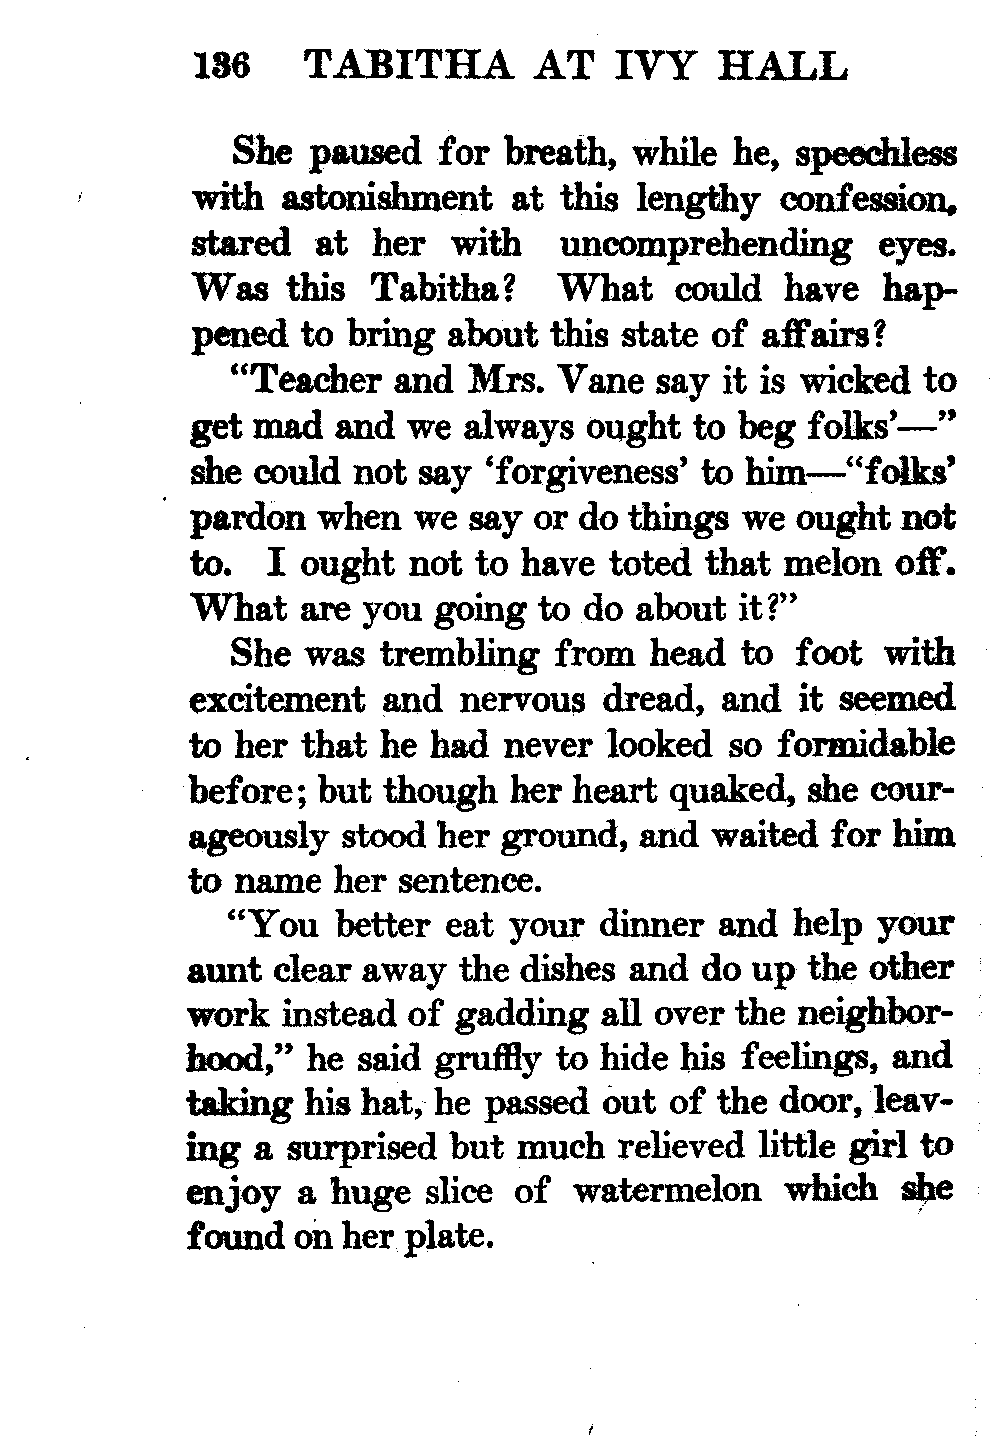 136 TABITHA AT IVY HALL
She paused for breath, while he, speechless
with astonishment at this lengthy confession,
stared at her with uncomprehending eyes.
Was this Tabitha? What could have hap-
pened to bring about this state of affairs?
“Teacher and Mrs. Vane say it is wicked to
get mad and we always ought to beg folks’—”
she could not say ‘forgiveness’ to him—“folks’
pardon when we say or do things we ought not
to. I ought not to have toted that melon off.
What are you going to do about it?”
She was trembling from head to foot with
excitement and nervous dread, and it seemed
to her that he had never looked so formidable
before; but though her heart quaked, she cour-
ageously stood her ground, and waited for him
to name her sentence.
“You better eat your dinner and help your
aunt clear away the dishes and do up the other
work instead of gadding all over the neighbor-
hood,” he said gruffly to hide his feelings, and
taking his hat, he passed out of the door, leav-
ing a surprised but much relieved little girl to
enjoy a huge slice of watermelon which she
found on her plate.